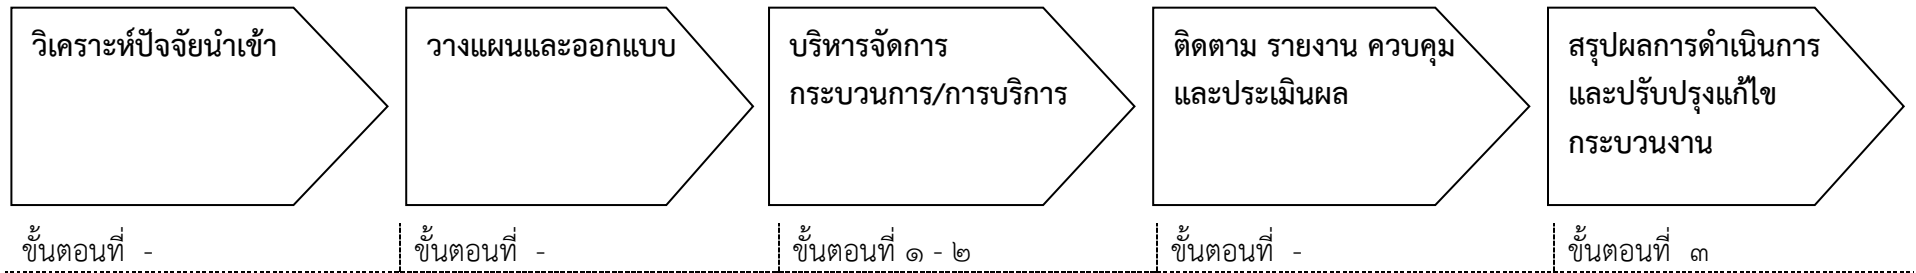 วิเคราะห์ปัจจัยนำเข้า
วางแผนและออกแบบ
บริหารจัดการ
กระบวนการ/การบริการ
ติดตาม รายงาน ควบคุม
และประเมินผล
สรุปผลการดำเนินการ
และปรับปรุงแก้ไข
กระบวนงาน
ขั้นตอนที่ -
ขั้นตอนที่ -
ขั้นตอนที่ ๑ - ๒
ขั้นตอนที่ -
ขั้นตอนที่ ๓